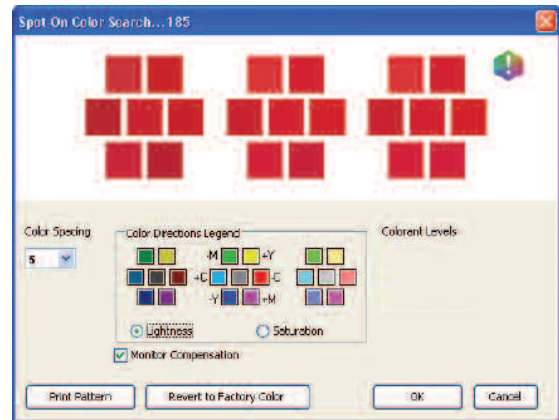 Spot-On Color Search...185
Color Spacing
5
Color Directions Legend
-M +Y
+C -C
-Y +M
Lightness
Saturation
Colorant Levels
Monitor Compensation
Print Pattern
Revert to Factory Color
OK
Cancel